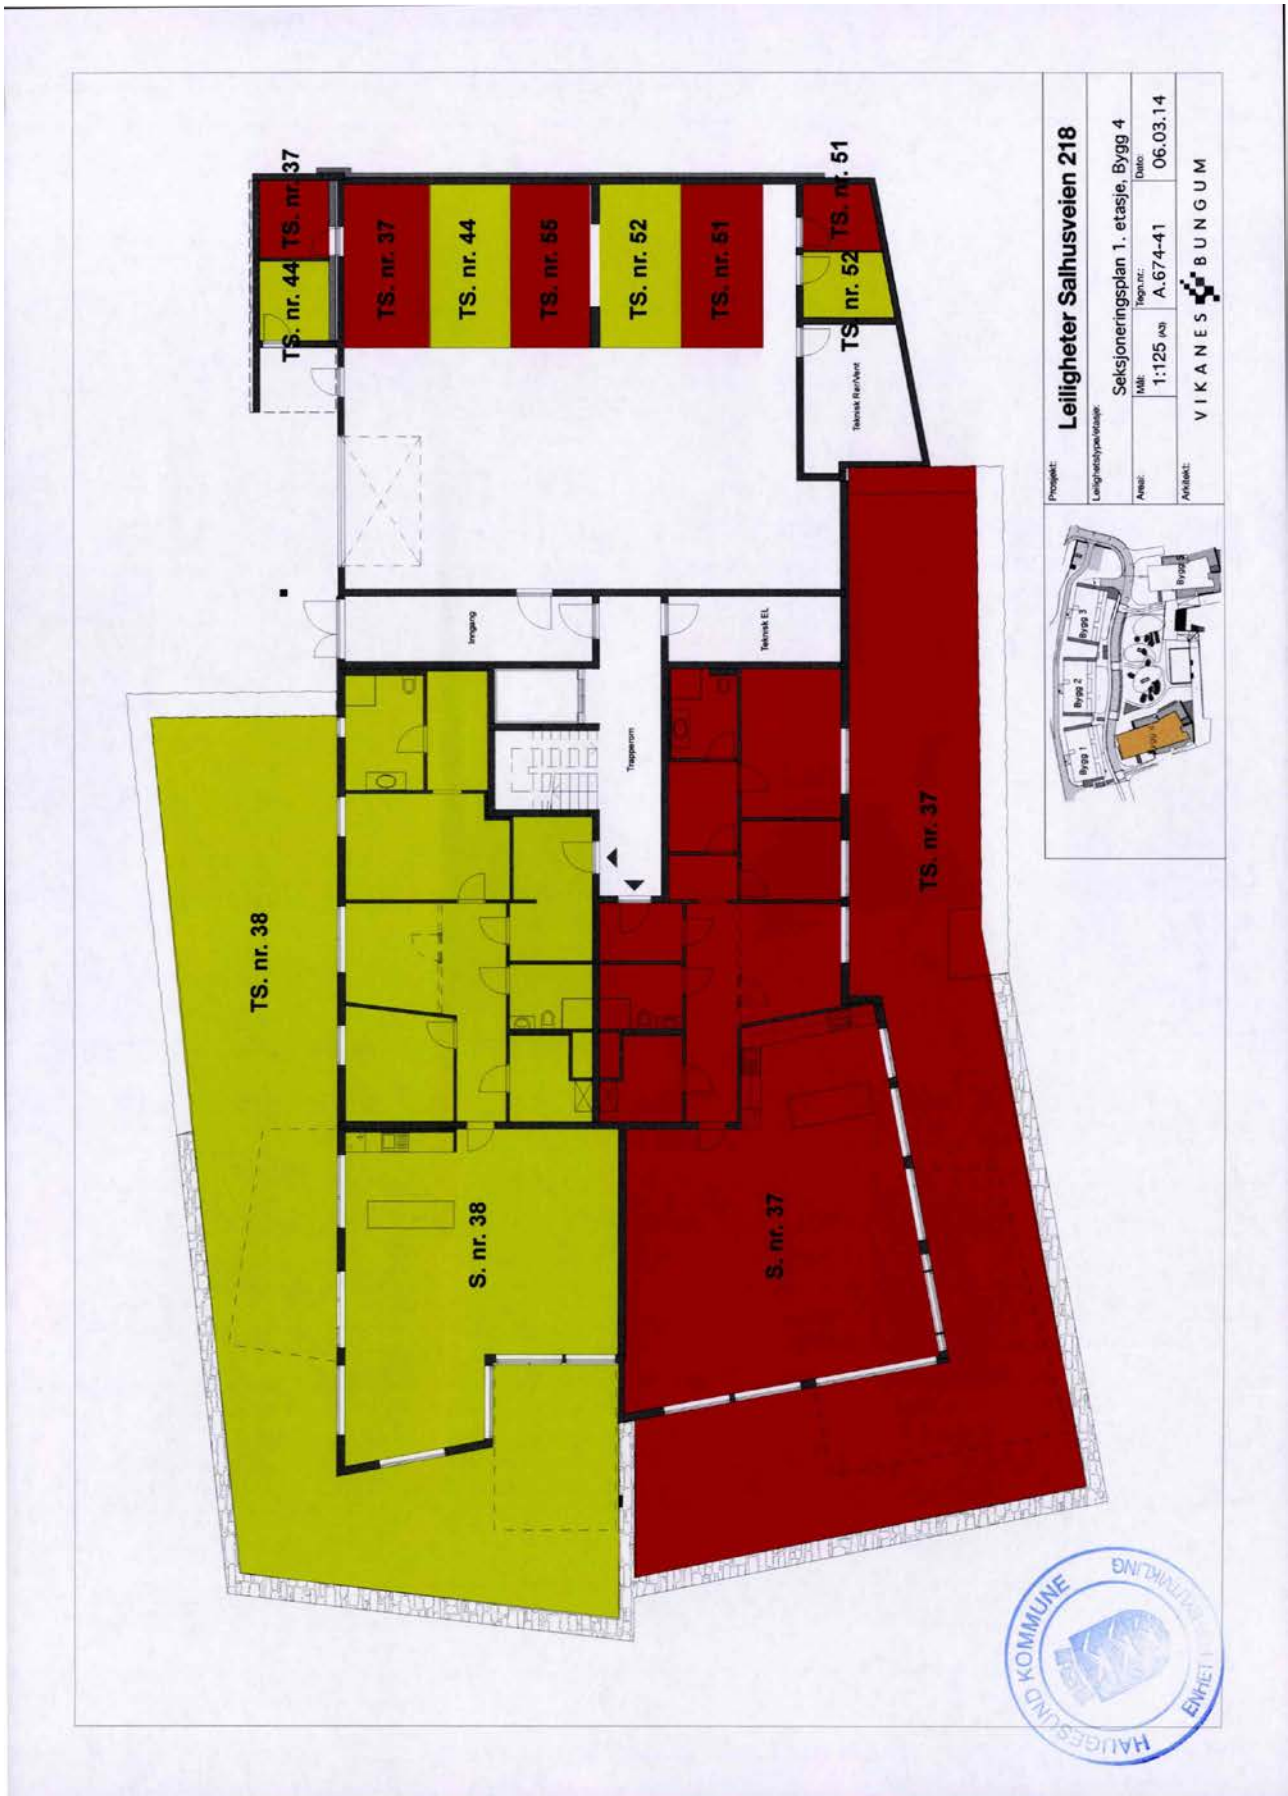 TS. nr. 37
TS. nr. 44
TS. nr. 37
TS. nr. 44
TS. nr. 55
TS. nr. 52
TS. nr. 51
TS. nr. 51
TS. nr. 52
Teknisk Rør/Vent
Inngang
Teknisk EL
Trapperom
TS. nr. 38
TS. nr. 37
S. nr. 38
S. nr. 37
Prosjekt:
Leiligheter Salhusveien 218
Leilighetstype/etasje:
Seksjoneringsplan 1. etasje, Bygg 4
Areal:
Mål:
1:125 (A3)
Tegn.nr.:
A.674-41
Dato:
06.03.14
Arkitekt:
VIKANES BUNGUM
Bygg 1
Bygg 2
Bygg 3
Bygg 4
Bygg 5
HAUGESUND KOMMUNE
ENHET